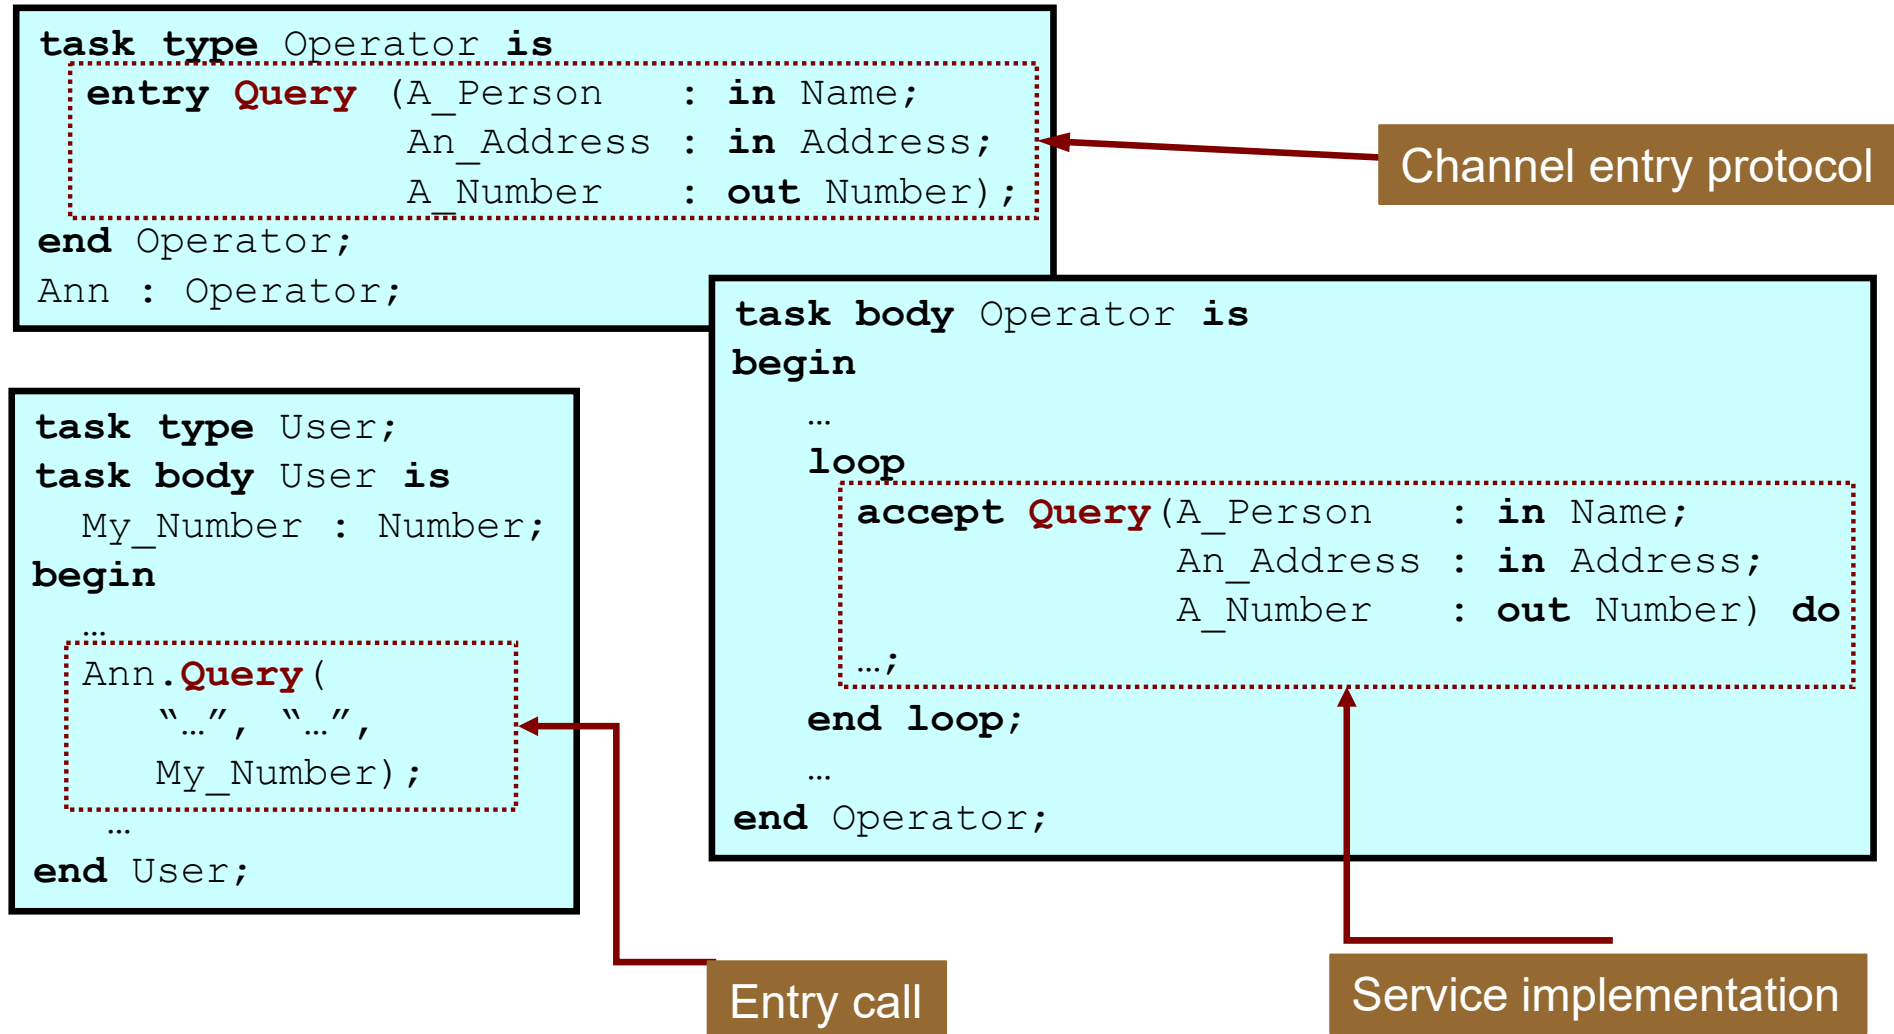 task type Operator is
entry Query (A_Person : in Name;
An_Address : in Address;
A_Number : out Number);
end Operator;
Ann : Operator;
Channel entry protocol
task type User;
task body User is
My_Number : Number;
begin
…
Ann.Query(
“…”, “…”,
My_Number);
…
end User;
task body Operator is
begin
…
loop
accept Query(A_Person : in Name;
An_Address : in Address;
A_Number : out Number) do
…;
end loop;
…
end Operator;
Entry call
Service implementation